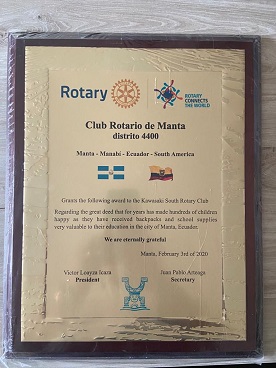 Rotary
ROTARY
CONNECTS
THE WORLD
Club Rotario de Manta
distrito 4400
Manta - Manabí - Ecuador - South America
Grants the following award to the Kawasaki South Rotary Club
Regarding the great deed that for years has made hundreds of children
happy as they have received backpacks and school supplies
very valuable to their education in the city of Manta, Ecuador.
We are eternally grateful
Manta, February 3rd of 2020
Victor Loayza Icaza
President
Juan Pablo Arteaga
Secretary